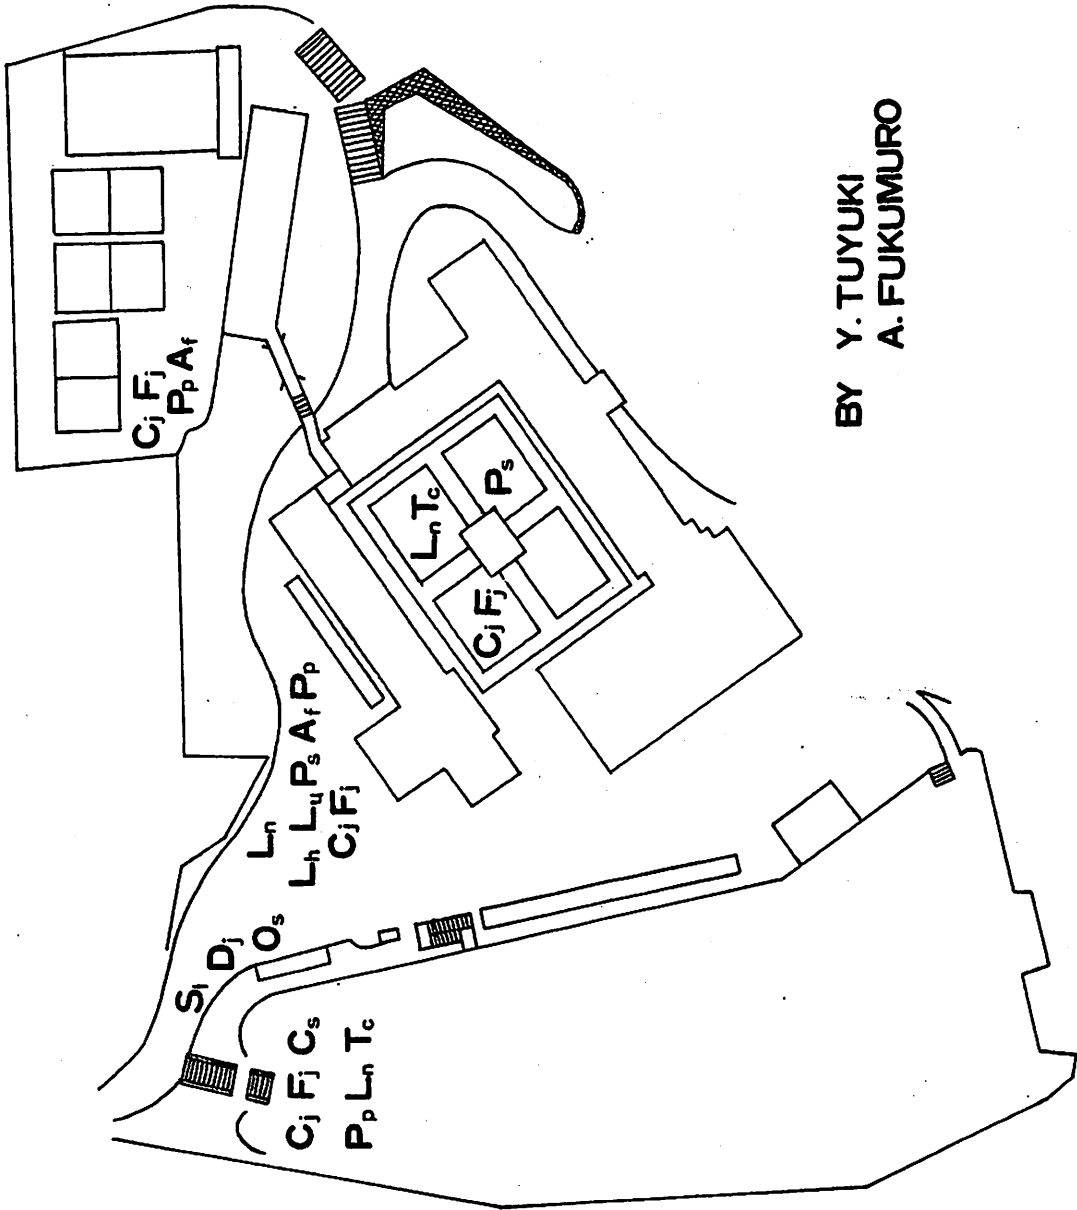 Cj Fj
Pp Af
Ln Tc
Ps
Cj Fj
Ln
Lh Lu Ps Af Pp
Cj Fj
Sl
Dj
Os
Cj Fj Cs
Pp Ln Tc
BY Y. TUYUKI
A. FUKUMURO